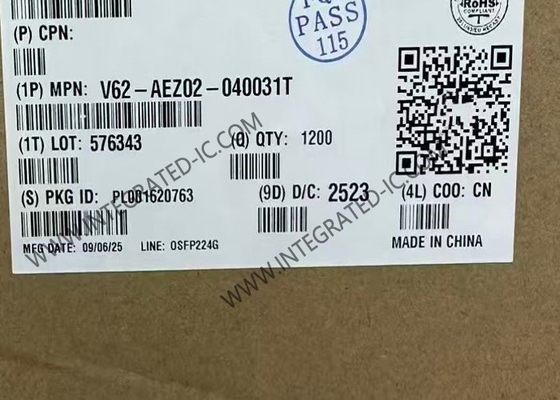 PASS
115
RoHS
COMPLIANT
(P) CPN:
(1P) MPN: V62-AEZ02-040031T
(1T) LOT: 576343 (Q) QTY: 1200
(S) PKG ID: PL001620763 (9D) D/C: 2523 (4L) COO: CN
MFG DATE: 09/06/25 LINE: OSFP224G MADE IN CHINA
WWW.INTEGRATED-IC.COM
WWW.INTEGRATED-IC.COM